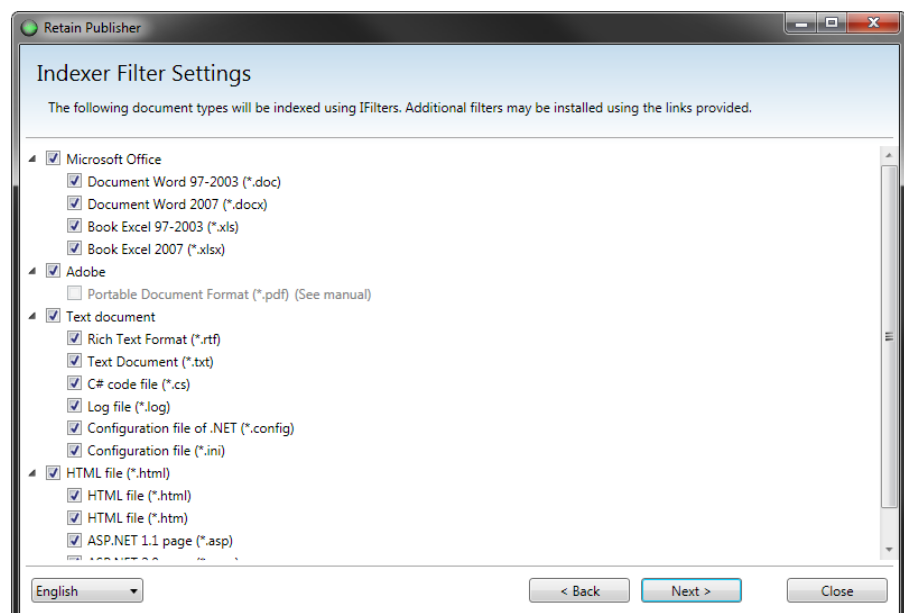 Retain Publisher
Indexer Filter Settings
The following document types will be indexed using IFilters. Additional filters may be installed using the links provided.
Microsoft Office
Document Word 97-2003 (*.doc)
Document Word 2007 (*.docx)
Book Excel 97-2003 (*.xls)
Book Excel 2007 (*.xlsx)
Adobe
Portable Document Format (*.pdf) (See manual)
Text document
Rich Text Format (*.rtf)
Text Document (*.txt)
C# code file (*.cs)
Log file (*.log)
Configuration file of .NET (*.config)
Configuration file (*.ini)
HTML file (*.html)
HTML file (*.html)
HTML file (*.htm)
ASP.NET 1.1 page (*.asp)
English
< Back
Next >
Close